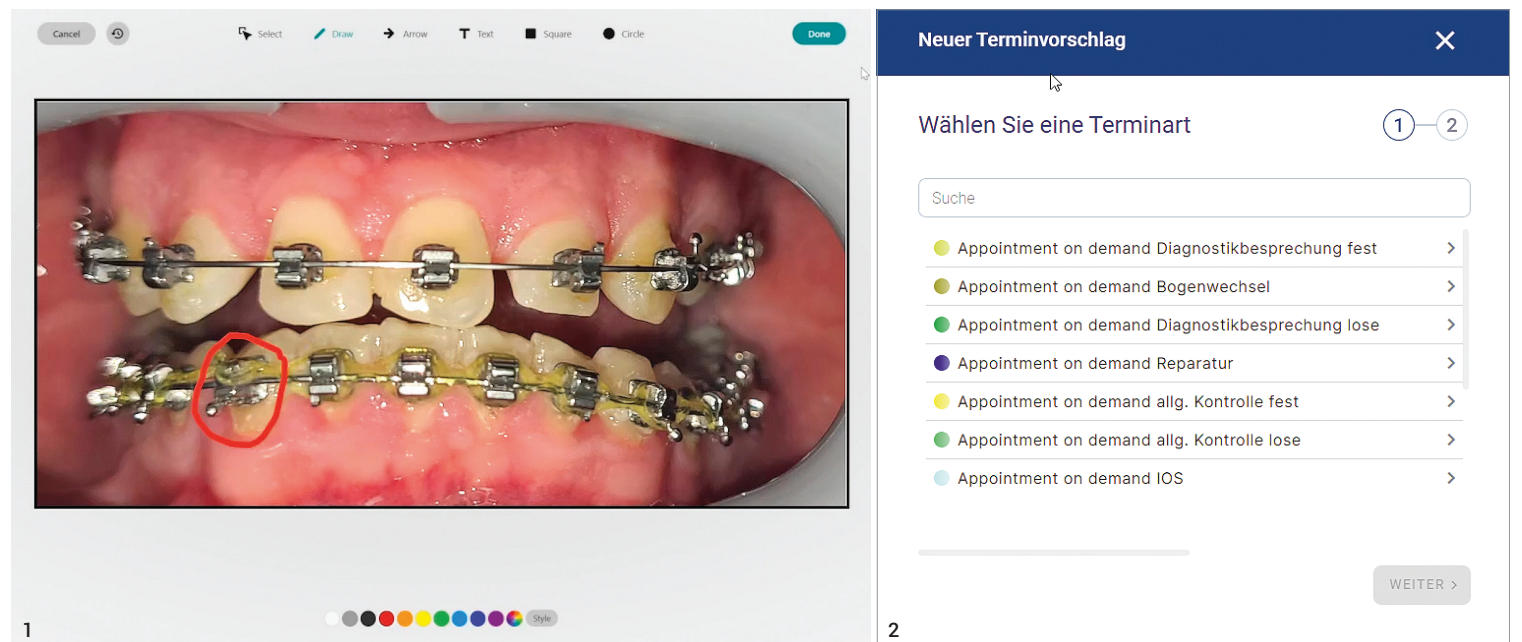 Cancel Select Draw Arrow Text Square Circle Done
Style
1
Neuer Terminvorschlag
Wählen Sie eine Terminart
1 2
Suche
Appointment on demand Diagnostikbesprechung fest
Appointment on demand Bogenwechsel
Appointment on demand Diagnostikbesprechung lose
Appointment on demand Reparatur
Appointment on demand allg. Kontrolle fest
Appointment on demand allg. Kontrolle lose
Appointment on demand IOS
WEITER
2